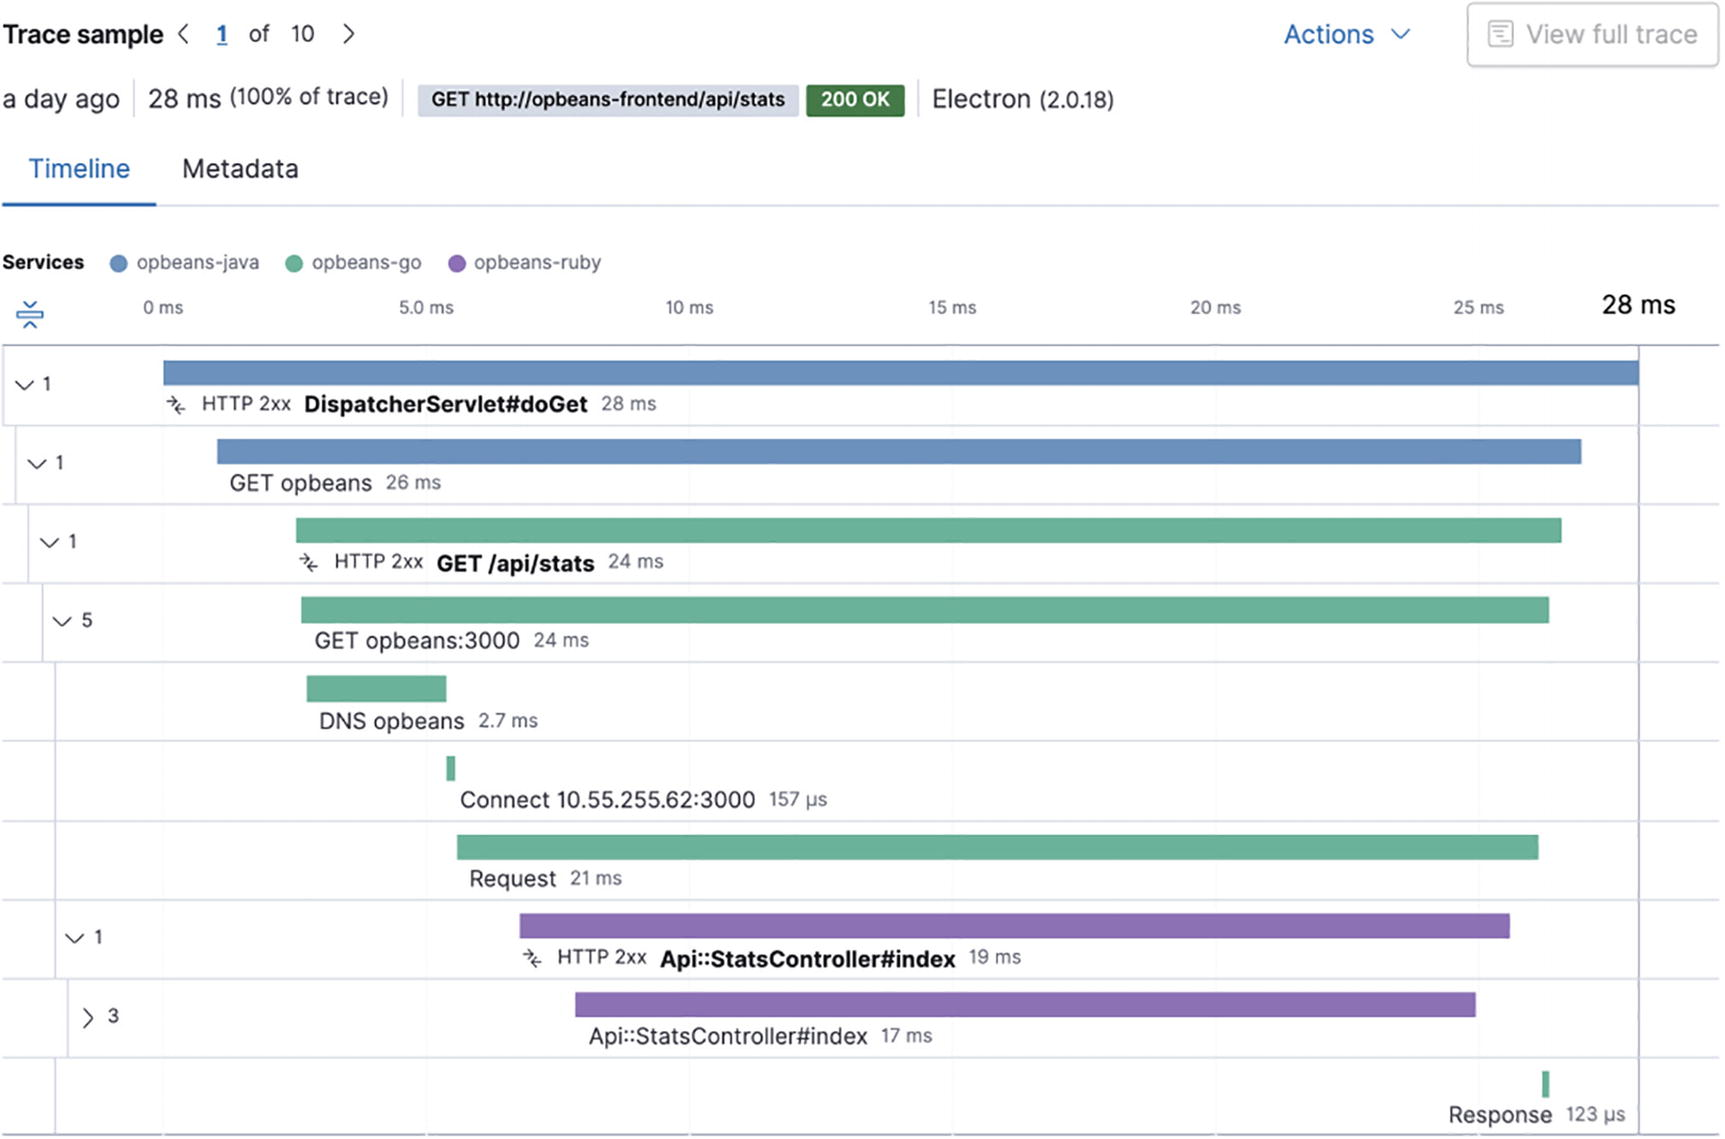 Trace sample 1 of 10 Actions View full trace
a day ago 28 ms (100% of trace) GET http://opbeans-frontend/api/stats 200 OK Electron (2.0.18)
Timeline Metadata
Services opbeans-java opbeans-go opbeans-ruby
0 ms 5.0 ms 10 ms 15 ms 20 ms 25 ms 28 ms
1
HTTP 2xx DispatcherServlet#doGet 28 ms
1
GET opbeans 26 ms
1
HTTP 2xx GET /api/stats 24 ms
5
GET opbeans:3000 24 ms
DNS opbeans 2.7 ms
Connect 10.55.255.62:3000 157 μs
Request 21 ms
1
HTTP 2xx Api::StatsController#index 19 ms
3
Api::StatsController#index 17 ms
Response 123 μs